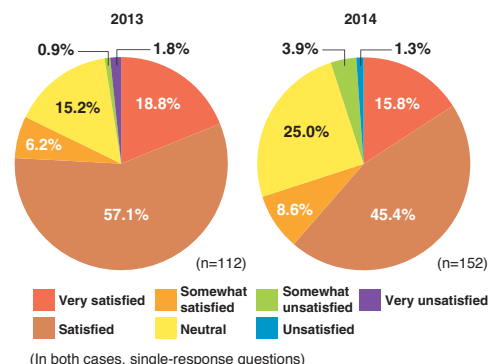 2013
2014
0.9%
1.8%
3.9%
1.3%
18.8%
15.8%
15.2%
25.0%
6.2%
8.6%
57.1%
45.4%
(n=112)
(n=152)
Very satisfied
Somewhat
satisfied
Somewhat
unsatisfied
Very unsatisfied
Satisfied
Neutral
Unsatisfied
(In both cases, single-response questions)